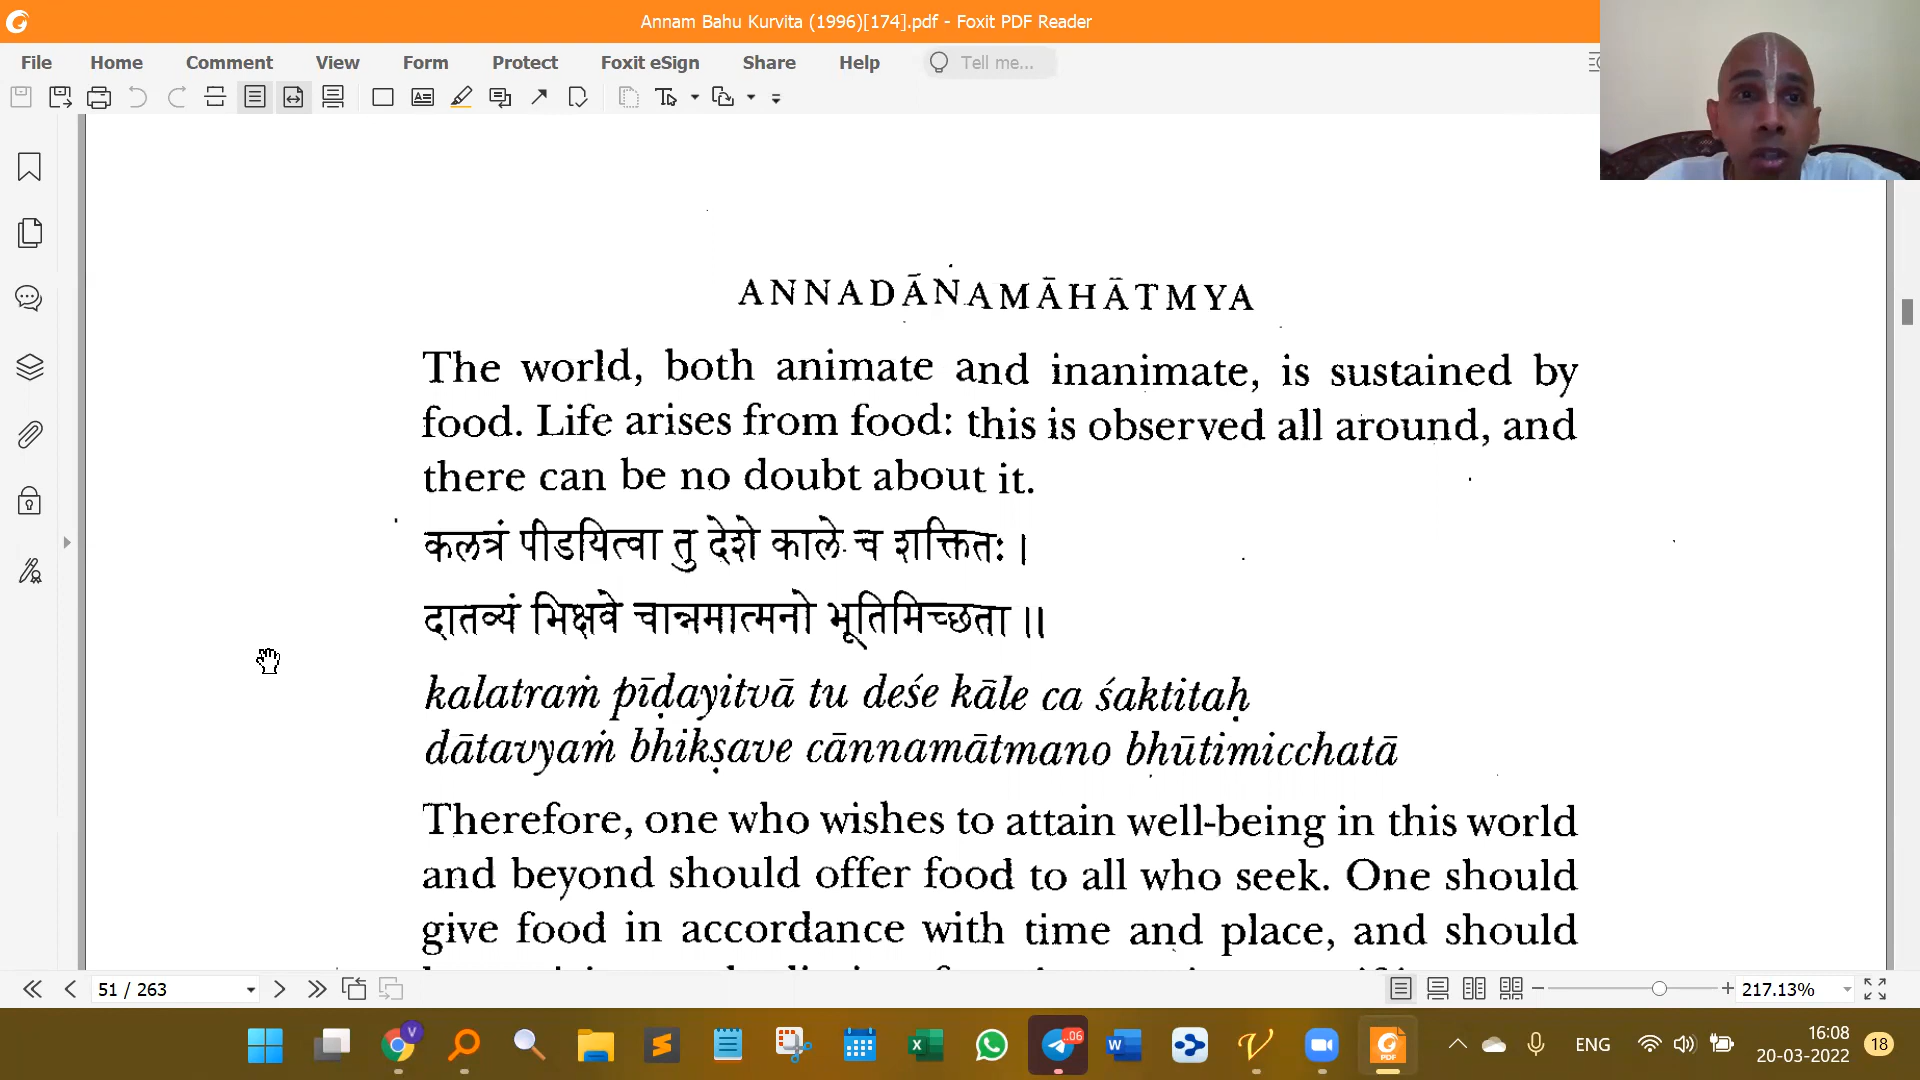 Annam Bahu Kurvita (1996)[174].pdf - Foxit PDF Reader
File Home Comment View Form Protect Foxit eSign Share Help Tell me...
ANNADĀNAMĀHĀTMYA
The world, both animate and inanimate, is sustained by
food. Life arises from food: this is observed all around, and
there can be no doubt about it.
कलत्रं पीडयित्वा तु देशे काले च शक्तितः ।
दातव्यं भिक्षवे चान्नमात्मनो भूतिमिच्छता ॥
kalatraṁ pīḍayitvā tu deśe kāle ca śaktitaḥ
dātavyaṁ bhikṣave cānnamātmano bhūtimicchatā
Therefore, one who wishes to attain well-being in this world
and beyond should offer food to all who seek. One should
give food in accordance with time and place, and should
51 / 263
217.13%
V
..06
ENG
16:08
20-03-2022
18